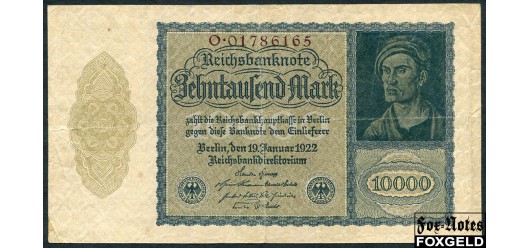 O·01786165
Reichsbanknote
Zehntausend Mark
zahlt die Reichsbankhauptkasse in Berlin
gegen diese Banknote dem Einlieferer
Berlin, den 19. Januar 1922
Reichsbankdirektorium
10000
Fox-Notes
FOXGELD